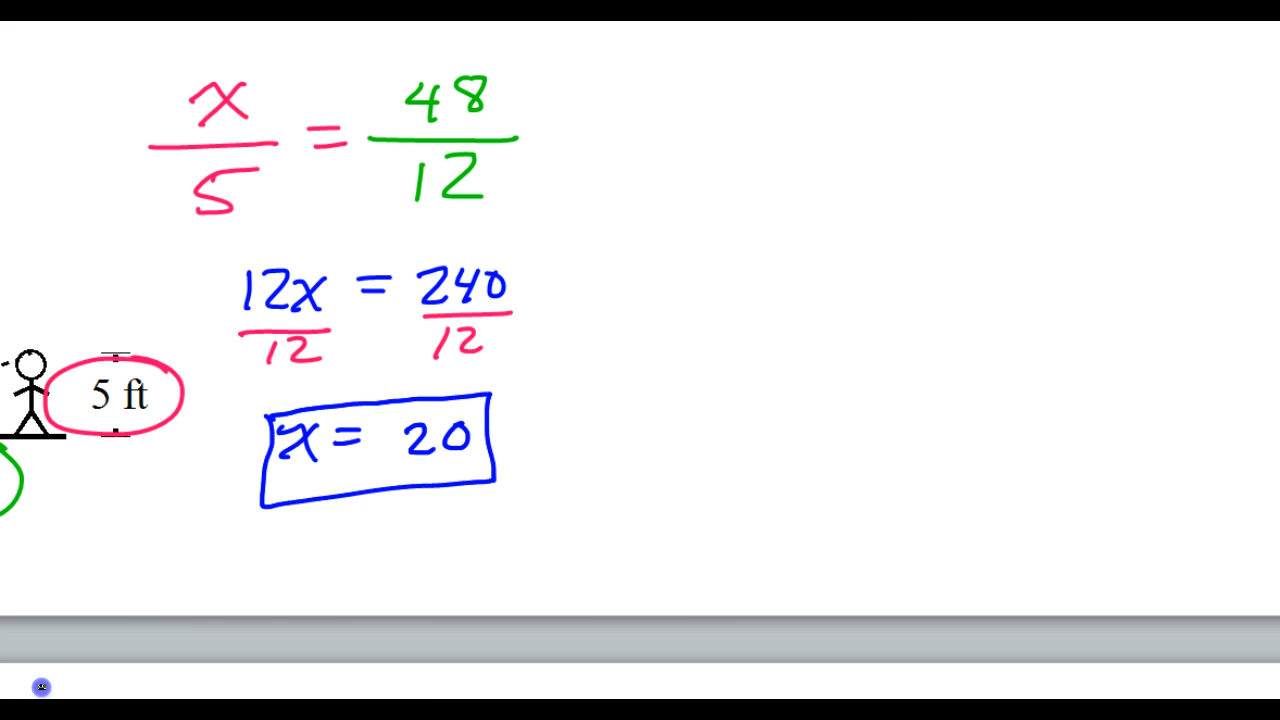 x/5 = 48/12
12x = 240
12 12
5 ft
x = 20